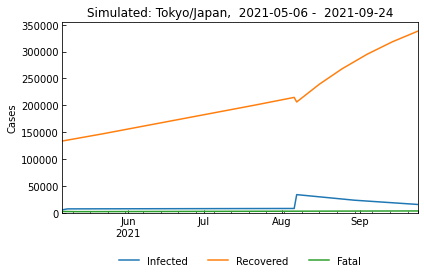 Simulated: Tokyo/Japan,  2021-05-06 -  2021-09-24
350000
300000
250000
200000
150000
100000
50000
0
Cases
Jun
Jul
Aug
Sep
2021
Infected
Recovered
Fatal